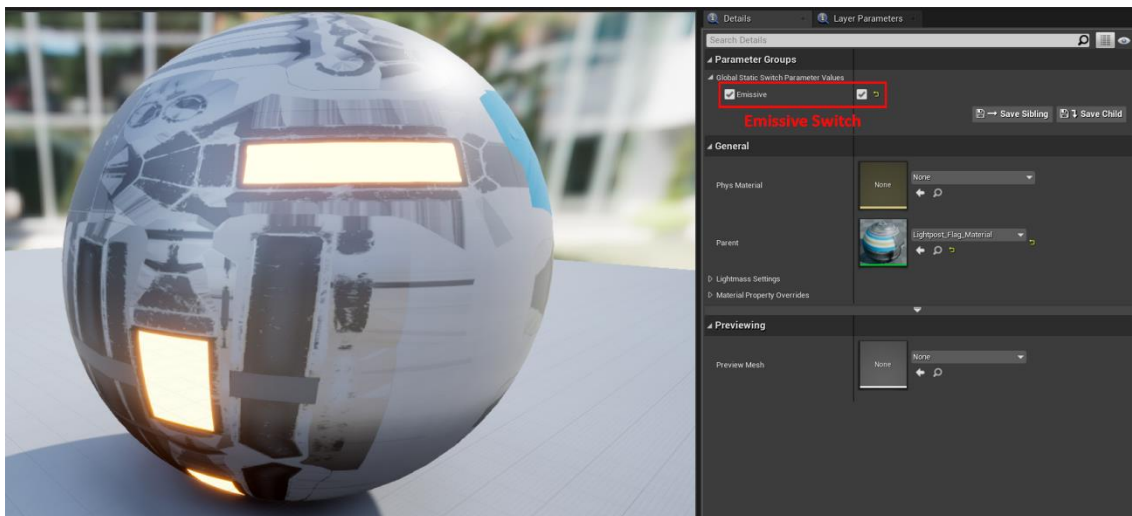 Details
Layer Parameters
Search Details
Parameter Groups
Global Static Switch Parameter Values
Emissive
Emissive Switch
Save Sibling
Save Child
General
Phys Material
None
None
Parent
Lightpost_Flag_Material
Lightmass Settings
Material Property Overrides
Previewing
Preview Mesh
None
None